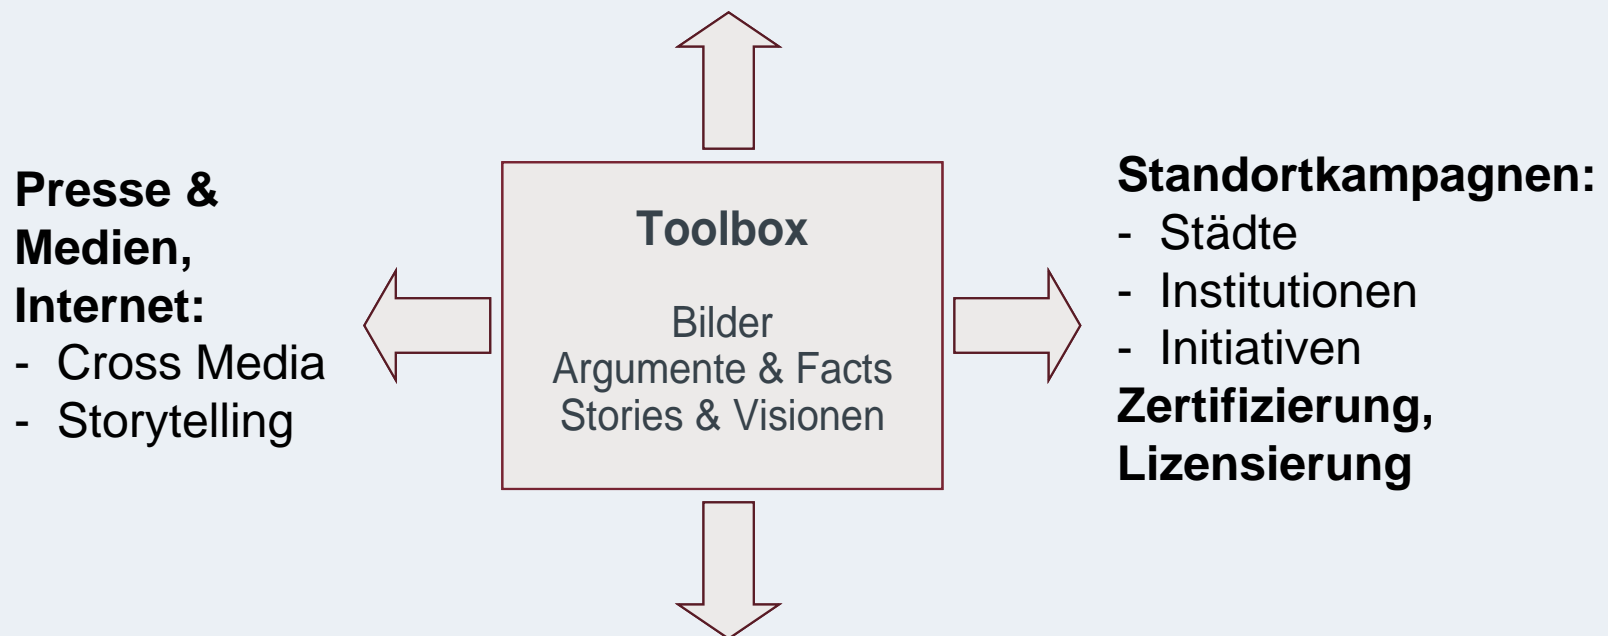 Presse &
Medien,
Internet:
- Cross Media
- Storytelling
Toolbox
Bilder
Argumente & Facts
Stories & Visionen
Standortkampagnen:
- Städte
- Institutionen
- Initiativen
Zertifizierung,
Lizensierung